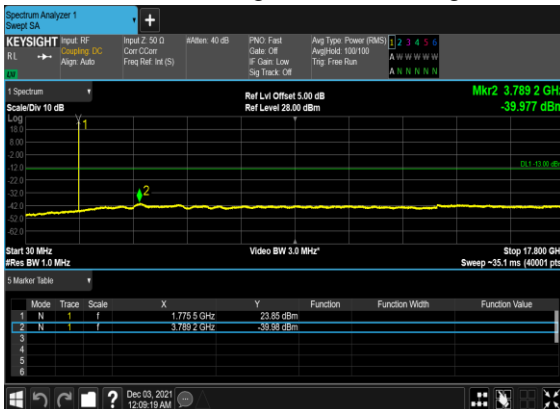 Spectrum Analyzer 1
Swept SA
+
KEYSIGHT Input: RF Input Z: 50 Ω #Atten: 40 dB PNO: Fast Avg Type: Power (RMS) 1 2 3 4 5 6
RL Coupling: DC Corr CCorr Gate: Off Avg|Hold: 100/100 A W W W W W
Align: Auto Freq Ref: Int (S) IF Gain: Low Trig: Free Run
Sig Track: Off A N N N N N
1 Spectrum Ref Lvl Offset 5.00 dB Mkr2 3.789 2 GHz
Scale/Div 10 dB Ref Level 28.00 dBm -39.977 dBm
Log
18.0
1
8.00
-2.00
-12.0
DL1 -13.00 dBm
-22.0
-32.0
2
-42.0
-52.0
-62.0
Start 30 MHz Video BW 3.0 MHz* Stop 17.800 GHz
#Res BW 1.0 MHz Sweep ~35.1 ms (40001 pts)
5 Marker Table
Mode Trace Scale X Y Function Function Width Function Value
1 N 1 f 1.775 5 GHz 23.85 dBm
2 N 1 f 3.789 2 GHz -39.98 dBm
3
4
5
6
? Dec 03, 2021
12:09:19 AM